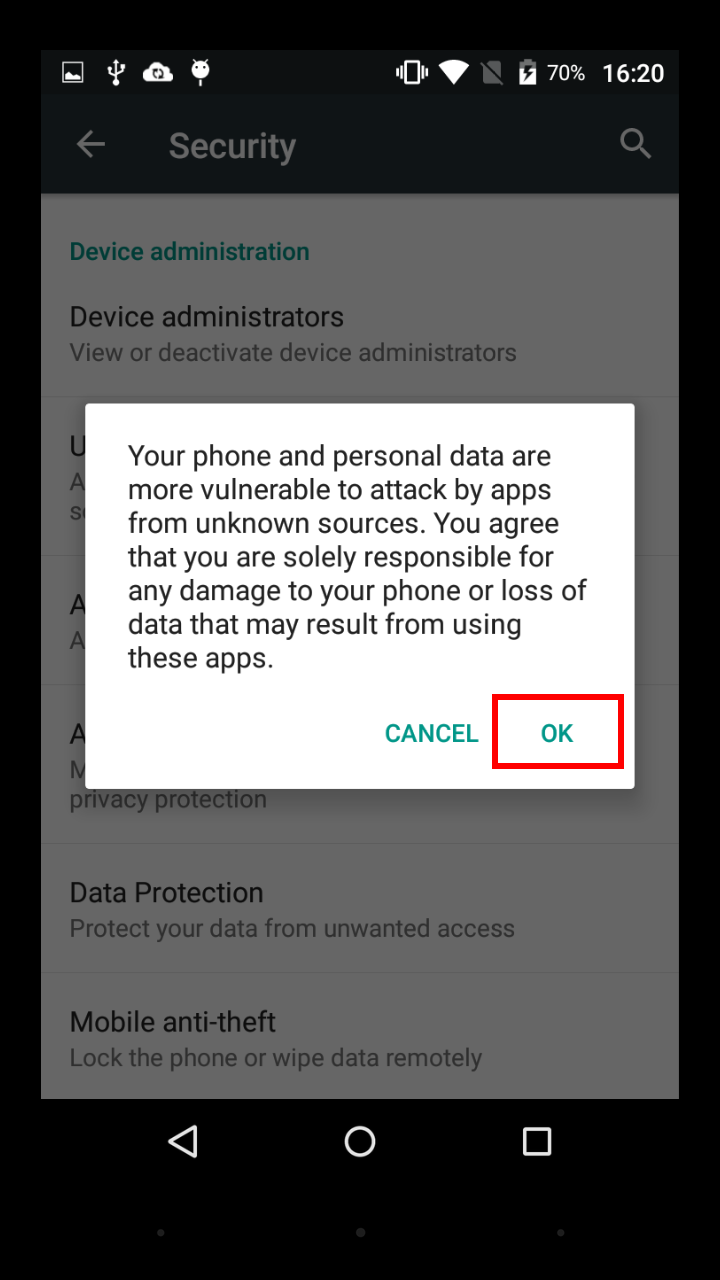 70% 16:20
Security
Device administration
Device administrators
View or deactivate device administrators
U
A
s
A
A
A
M
privacy protection
Your phone and personal data are
more vulnerable to attack by apps
from unknown sources. You agree
that you are solely responsible for
any damage to your phone or loss of
data that may result from using
these apps.
CANCEL OK
Data Protection
Protect your data from unwanted access
Mobile anti-theft
Lock the phone or wipe data remotely